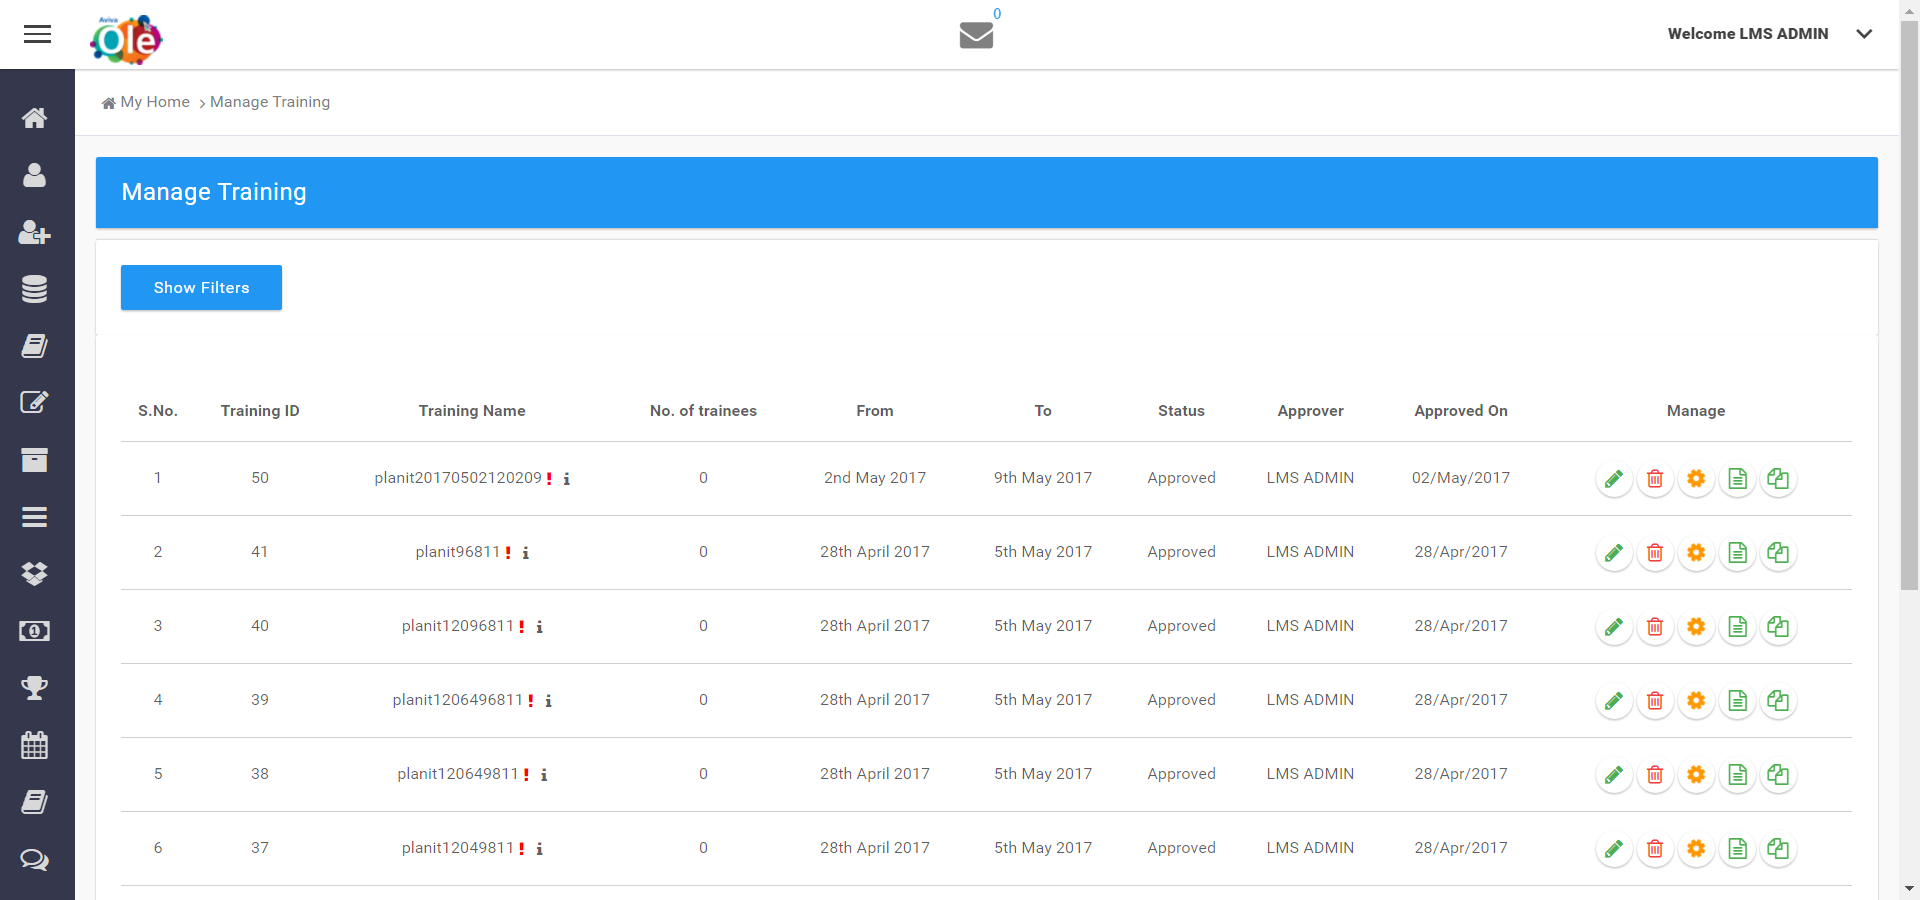 Aviva
Ole
0
Welcome LMS ADMIN
My Home > Manage Training
Manage Training
Show Filters
S.No. Training ID Training Name No. of trainees From To Status Approver Approved On Manage
1 50 planit20170502120209 ! i 0 2nd May 2017 9th May 2017 Approved LMS ADMIN 02/May/2017
2 41 planit96811 ! i 0 28th April 2017 5th May 2017 Approved LMS ADMIN 28/Apr/2017
3 40 planit12096811 ! i 0 28th April 2017 5th May 2017 Approved LMS ADMIN 28/Apr/2017
4 39 planit1206496811 ! i 0 28th April 2017 5th May 2017 Approved LMS ADMIN 28/Apr/2017
5 38 planit120649811 ! i 0 28th April 2017 5th May 2017 Approved LMS ADMIN 28/Apr/2017
6 37 planit12049811 ! i 0 28th April 2017 5th May 2017 Approved LMS ADMIN 28/Apr/2017